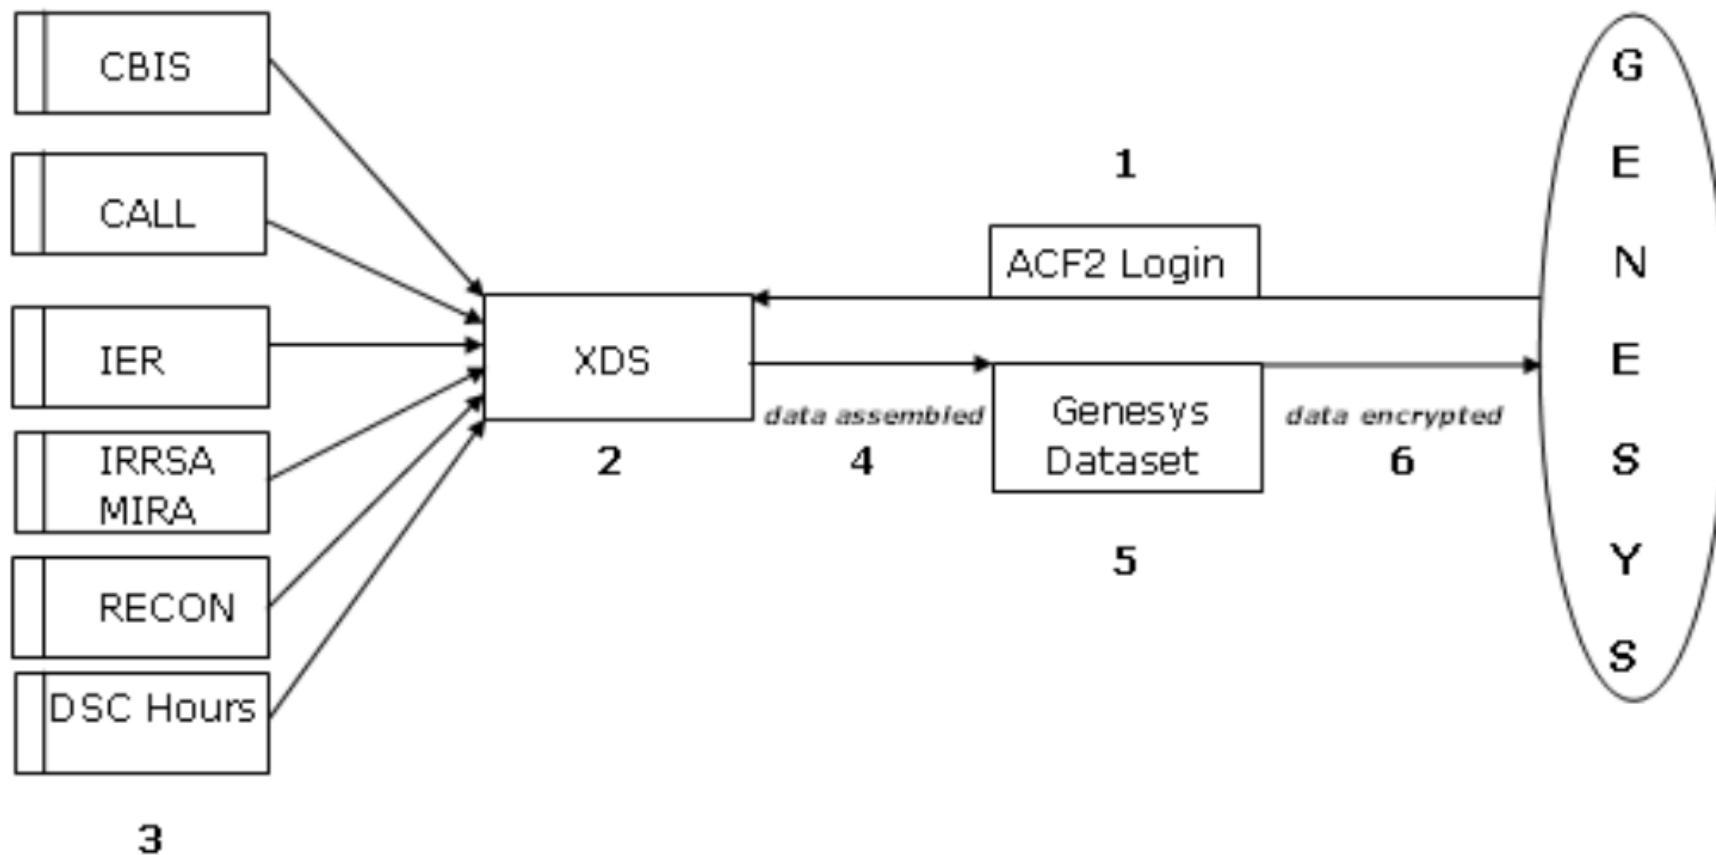 CBIS
CALL
IER
IRRSA
MIRA
RECON
DSC Hours
3
XDS
2
1
ACF2 Login
data assembled
4
Genesys
Dataset
5
data encrypted
6
G
E
N
E
S
Y
S